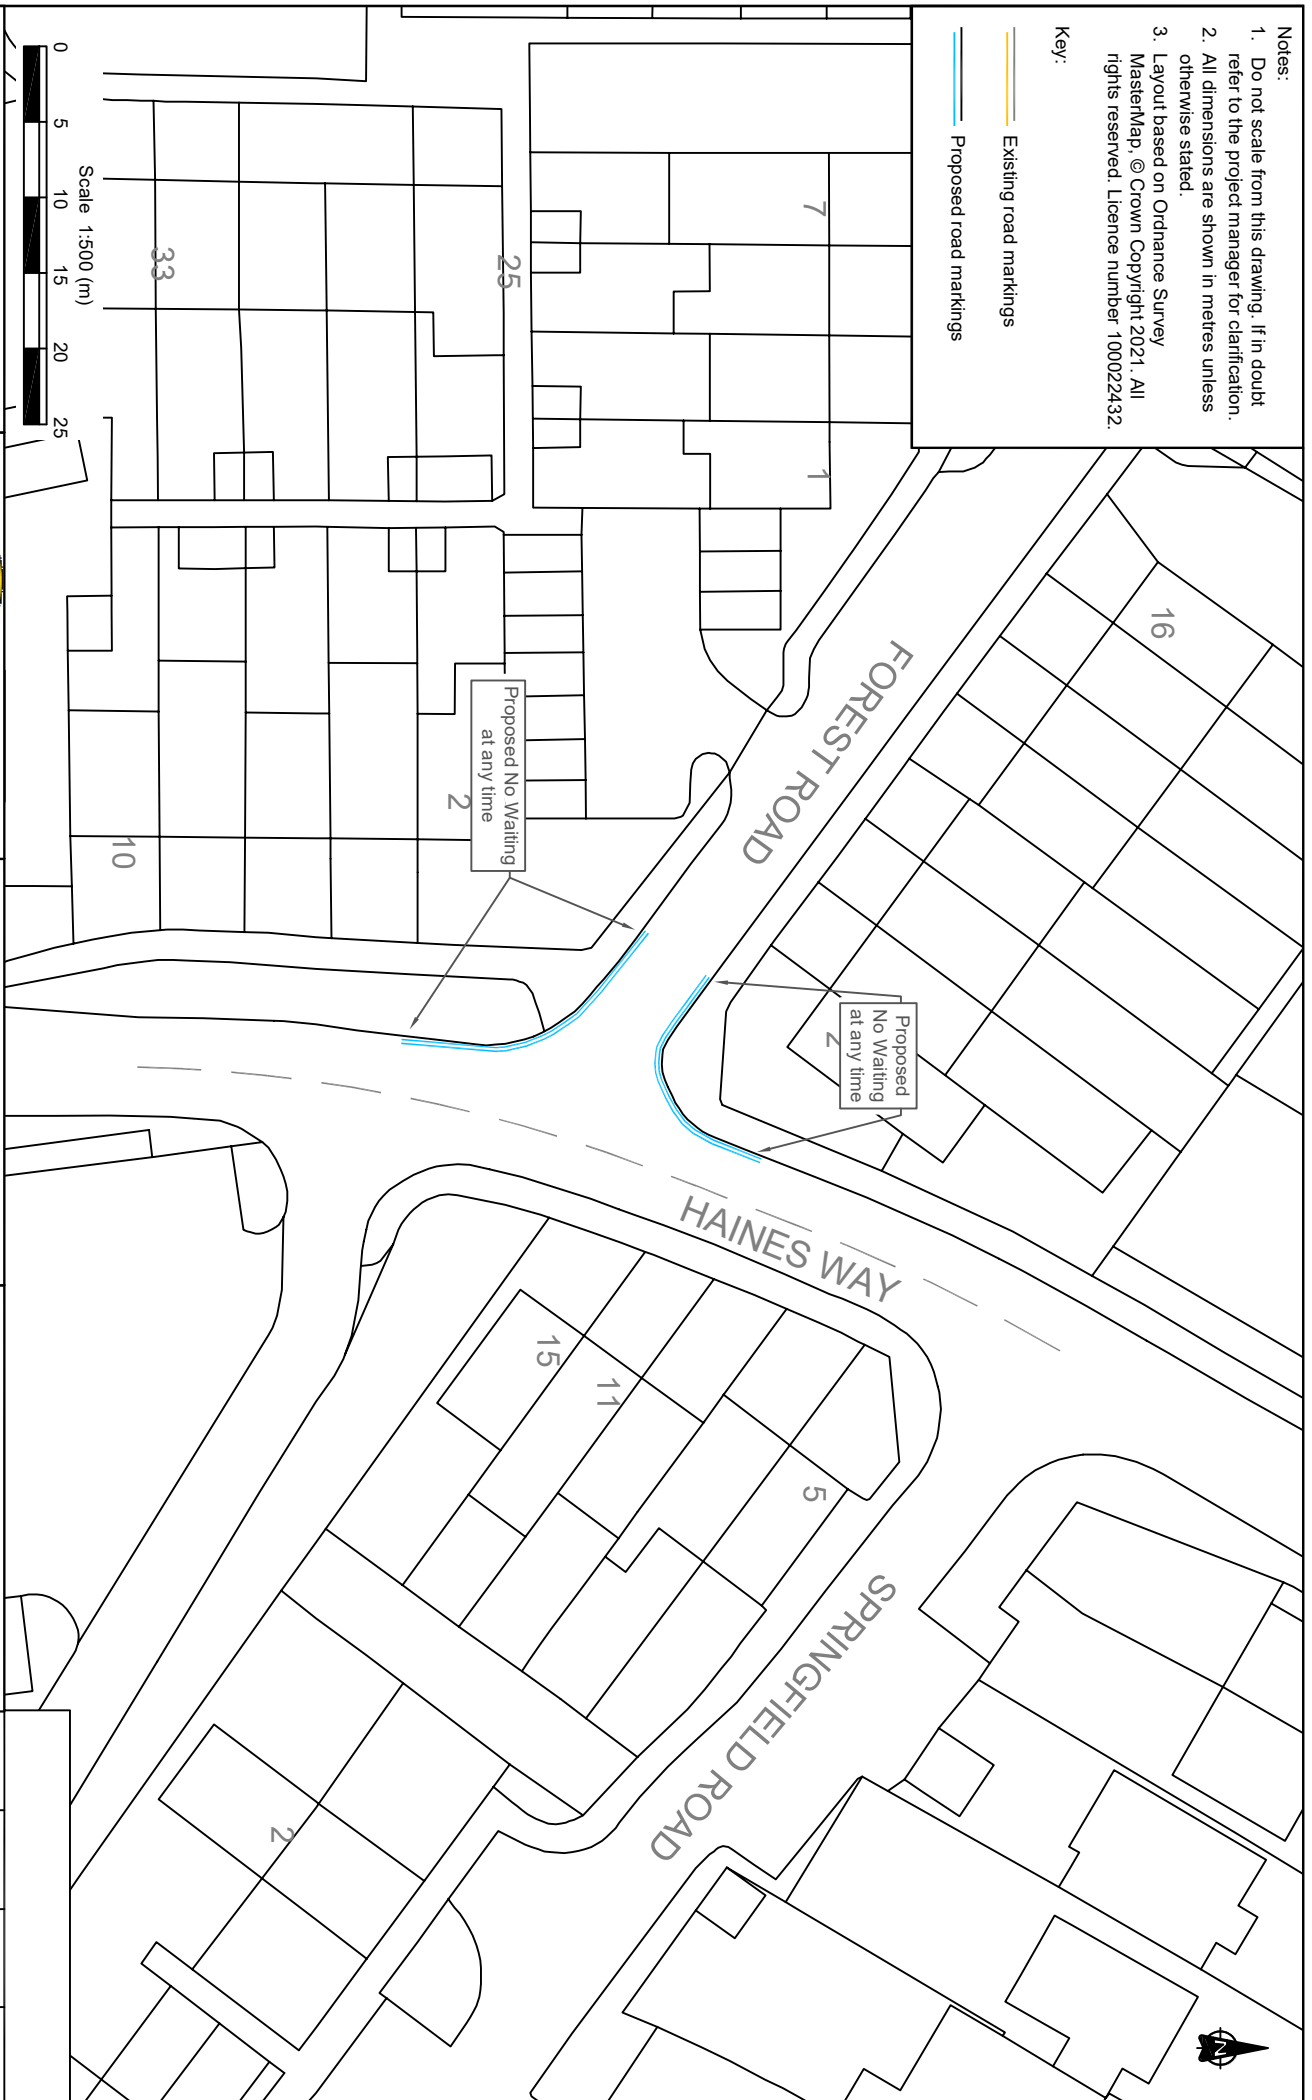 Notes:
1. Do not scale from this drawing. If in doubt
refer to the project manager for clarification.
2. All dimensions are shown in metres unless
otherwise stated.
3. Layout based on Ordnance Survey
MasterMap, © Crown Copyright 2021. All
rights reserved. Licence number 100022432.
Key:
Existing road markings
Proposed road markings
16
7
1
FOREST ROAD
Proposed
No Waiting
at any time
2
HAINES WAY
SPRINGFIELD ROAD
5
11
15
25
Proposed No Waiting
at any time
2
33
10
2
Scale 1:500 (m)
0 5 10 15 20 25
N